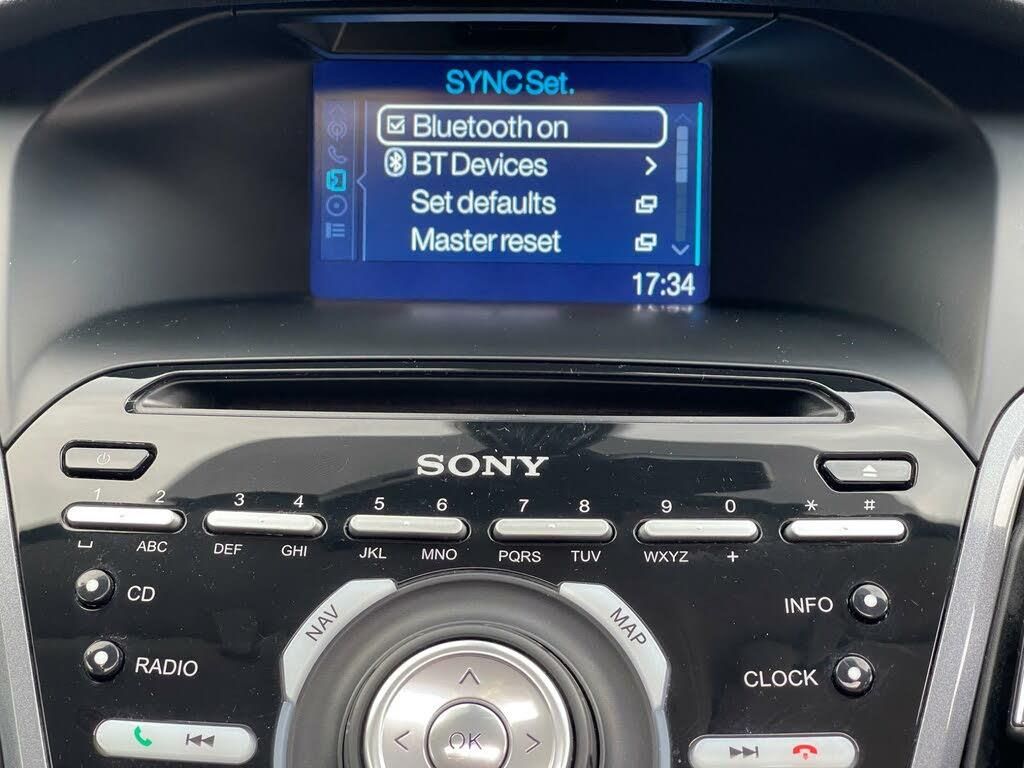 SYNC Set.
Bluetooth on
BT Devices
Set defaults
Master reset
17:34
SONY
1 2 3 4 5 6 7 8 9 0 * #
ABC DEF GHI JKL MNO PQRS TUV WXYZ +
CD
NAV
MAP
INFO
RADIO
CLOCK
OK